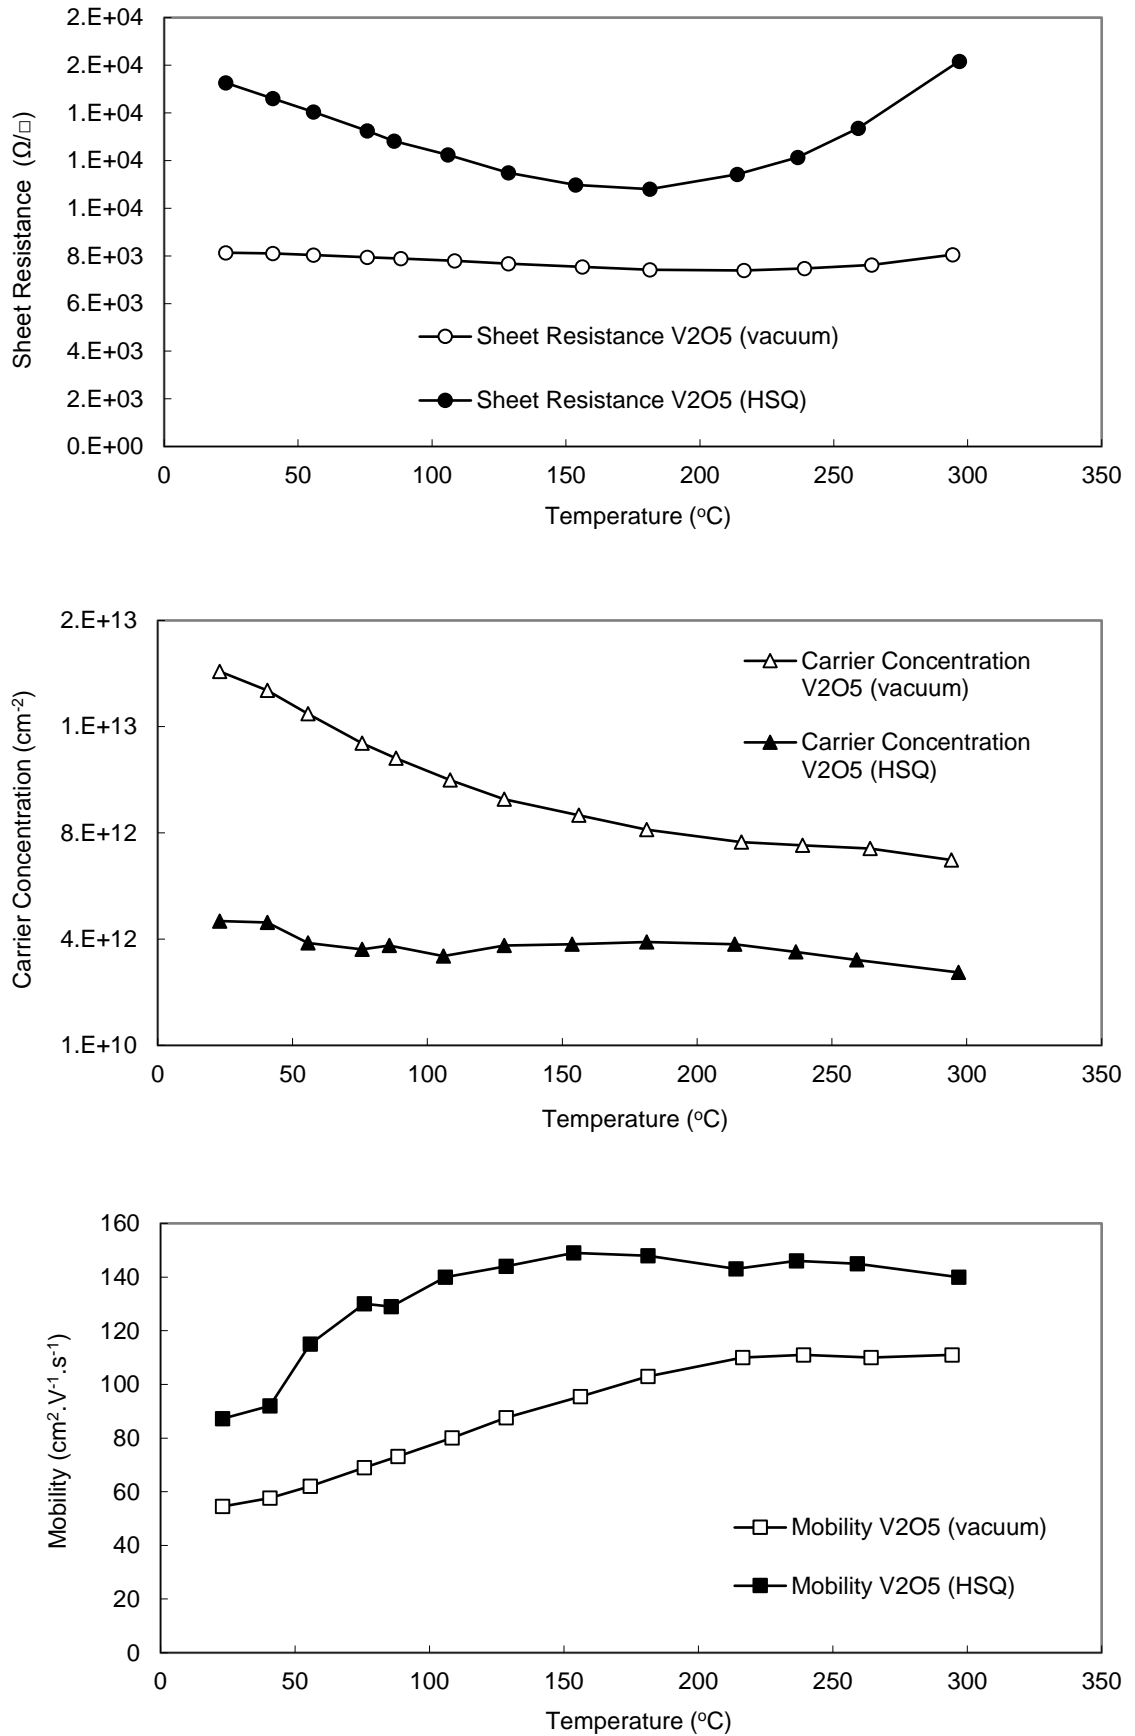 2.E+04
2.E+04
1.E+04
1.E+04
1.E+04
8.E+03
6.E+03
4.E+03
2.E+03
0.E+00
Sheet Resistance (Ω/□)
Sheet Resistance V2O5 (vacuum)
Sheet Resistance V2O5 (HSQ)
0 50 100 150 200 250 300 350
Temperature (ºC)
2.E+13
1.E+13
8.E+12
4.E+12
1.E+10
Carrier Concentration (cm⁻²)
Carrier Concentration
V2O5 (vacuum)
Carrier Concentration
V2O5 (HSQ)
0 50 100 150 200 250 300 350
Temperature (ºC)
160
140
120
100
80
60
40
20
0
Mobility (cm².V⁻¹.s⁻¹)
Mobility V2O5 (vacuum)
Mobility V2O5 (HSQ)
0 50 100 150 200 250 300 350
Temperature (ºC)